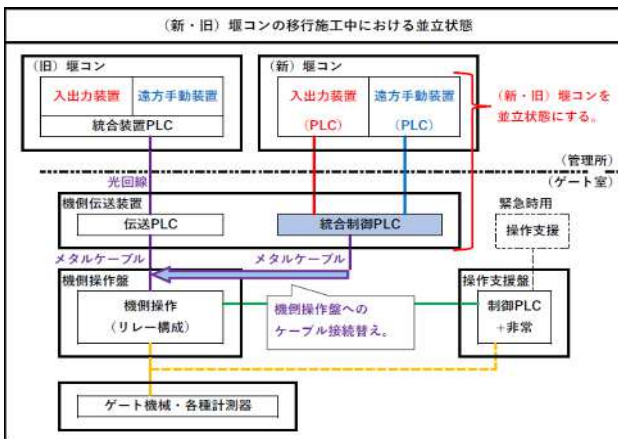 （新・旧）堰コンの移行施工中における並立状態
（旧）堰コン
（新）堰コン
入出力装置
遠方手動装置
統合装置PLC
入出力装置
（PLC）
遠方手動装置
（PLC）
（新・旧）堰コンを
並立状態にする。
（管理所）
（ゲート室）
光回線
機側伝送装置
伝送PLC
統合制御PLC
緊急時用
操作支援
メタルケーブル
メタルケーブル
機側操作盤
機側操作
（リレー構成）
機側操作盤への
ケーブル接続替え。
操作支援盤
制御PLC
+非常
ゲート機械・各種計測器